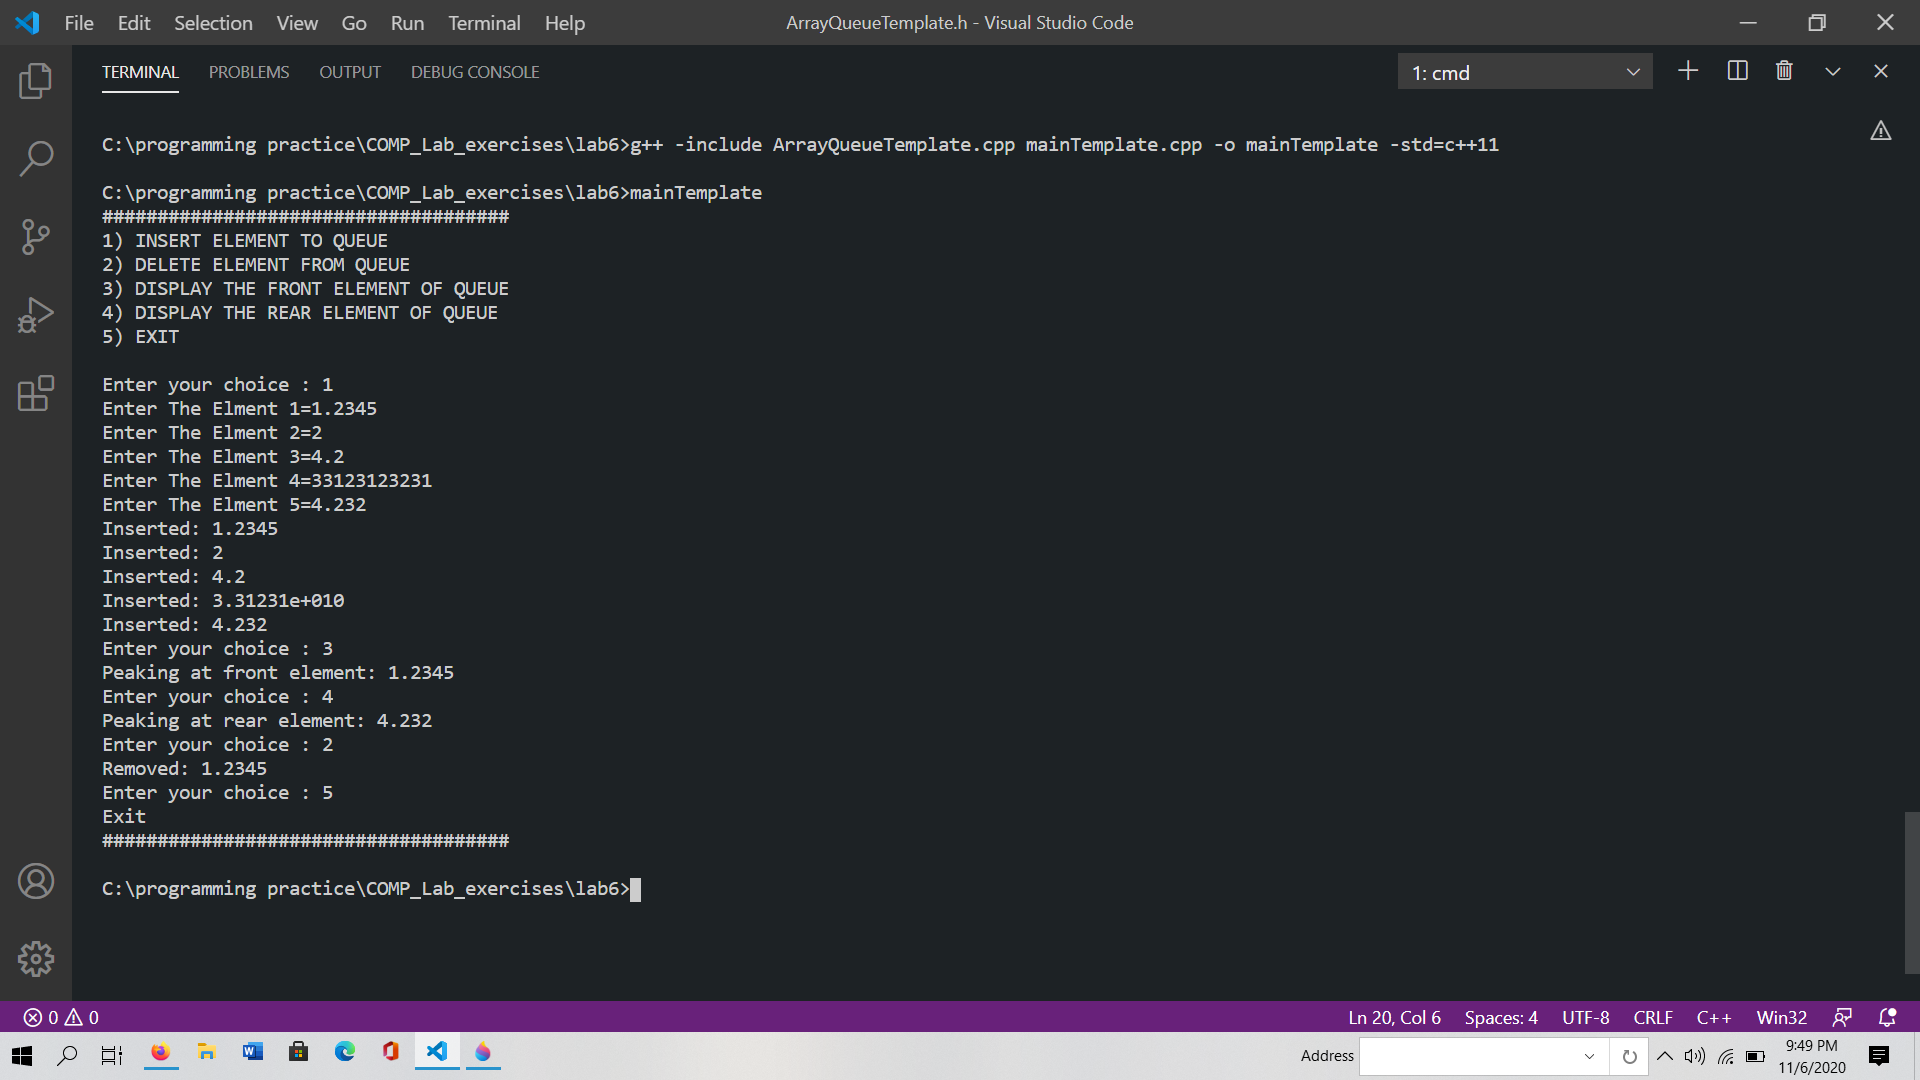 File Edit Selection View Go Run Terminal Help ArrayQueueTemplate.h - Visual Studio Code
TERMINAL PROBLEMS OUTPUT DEBUG CONSOLE 1: cmd
C:\programming practice\COMP_Lab_exercises\lab6>g++ -include ArrayQueueTemplate.cpp mainTemplate.cpp -o mainTemplate -std=c++11
C:\programming practice\COMP_Lab_exercises\lab6>mainTemplate
#####################################
1) INSERT ELEMENT TO QUEUE
2) DELETE ELEMENT FROM QUEUE
3) DISPLAY THE FRONT ELEMENT OF QUEUE
4) DISPLAY THE REAR ELEMENT OF QUEUE
5) EXIT
Enter your choice : 1
Enter The Elment 1=1.2345
Enter The Elment 2=2
Enter The Elment 3=4.2
Enter The Elment 4=33123123231
Enter The Elment 5=4.232
Inserted: 1.2345
Inserted: 2
Inserted: 4.2
Inserted: 3.31231e+010
Inserted: 4.232
Enter your choice : 3
Peaking at front element: 1.2345
Enter your choice : 4
Peaking at rear element: 4.232
Enter your choice : 2
Removed: 1.2345
Enter your choice : 5
Exit
#####################################
C:\programming practice\COMP_Lab_exercises\lab6>
0 0 Ln 20, Col 6 Spaces: 4 UTF-8 CRLF C++ Win32
Address 9:49 PM
11/6/2020